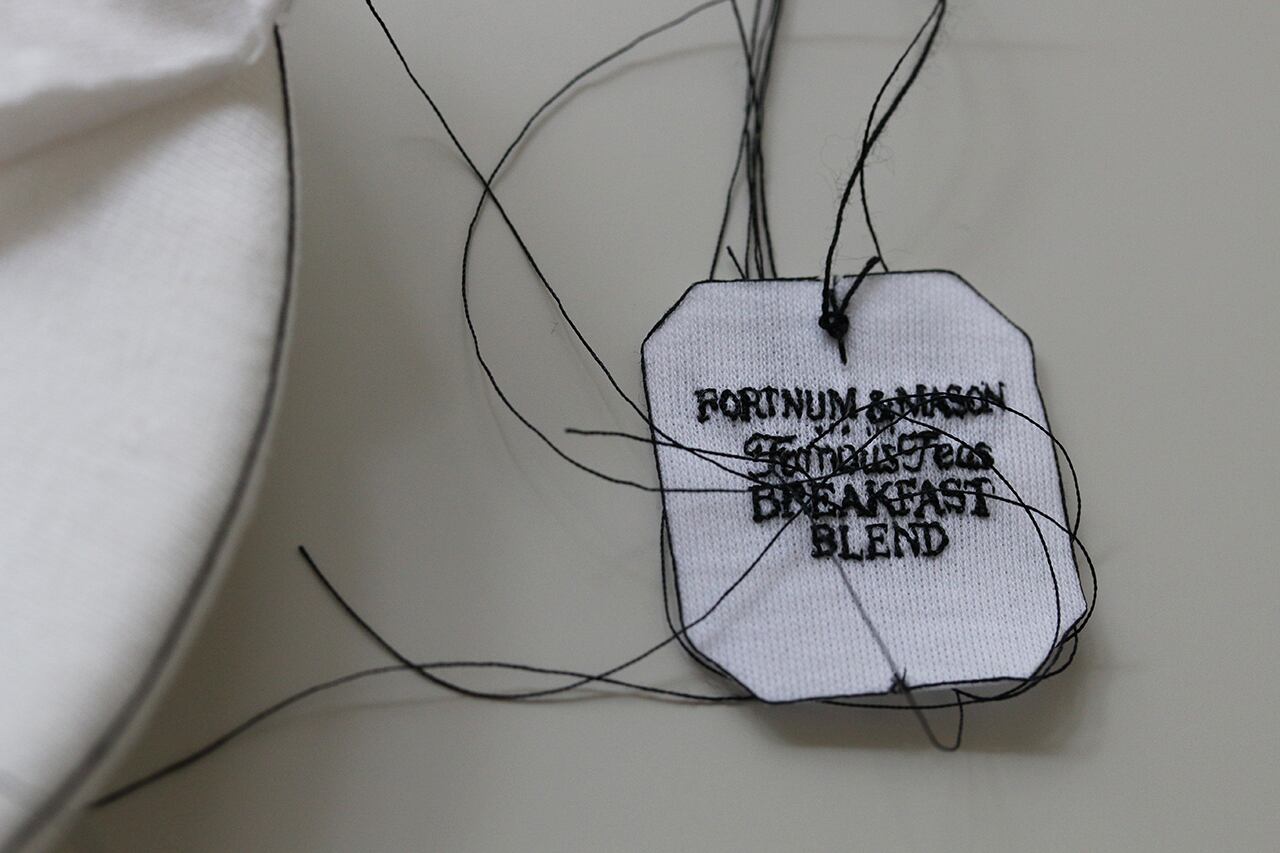 FORTNUM & MASON
Famous Teas
BREAKFAST
BLEND